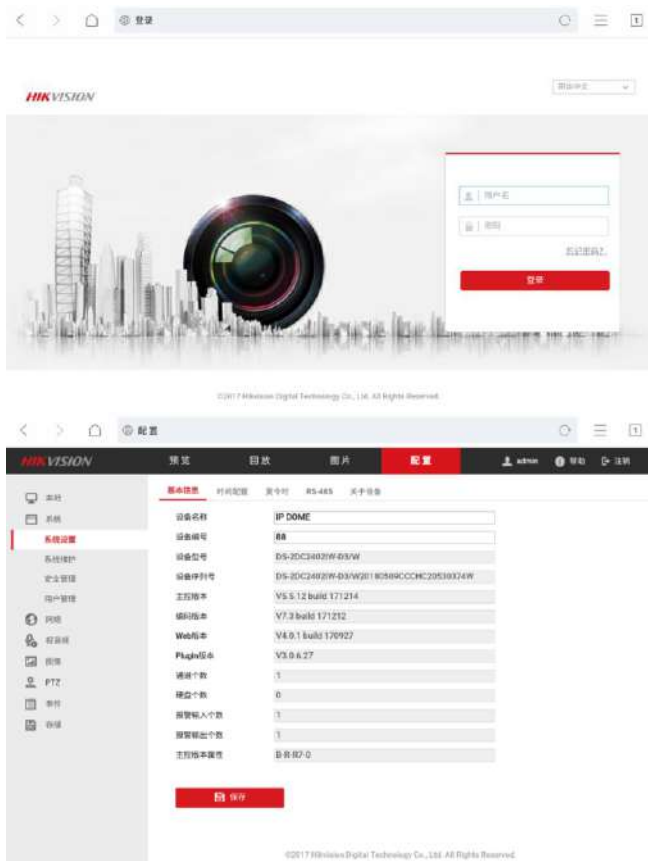 登录
1
HIKVISION
简体中文
用户名
密码
忘记密码?
登录
©2017 Hikvision Digital Technology Co., Ltd. All Rights Reserved.
配置
1
HIKVISION 预览 回放 图片 配置 admin 帮助 注销
本地
系统
系统设置
系统维护
安全管理
用户管理
网络
视音频
图像
PTZ
事件
存储
基本信息 时间配置 夏令时 RS-485 关于设备
设备名称 IP DOME
设备编号 88
设备型号 DS-2DC2402IW-D3/W
设备序列号
主控版本 V5.5.12 build 171214
编码版本 V7.3 build 171212
Web版本 V4.0.1 build 170927
Plugin版本 V3.0.6.27
通道个数 1
硬盘个数 0
报警输入个数 1
报警输出个数 1
主控版本属性 B-R-R7-0
保存
©2017 Hikvision Digital Technology Co., Ltd. All Rights Reserved.